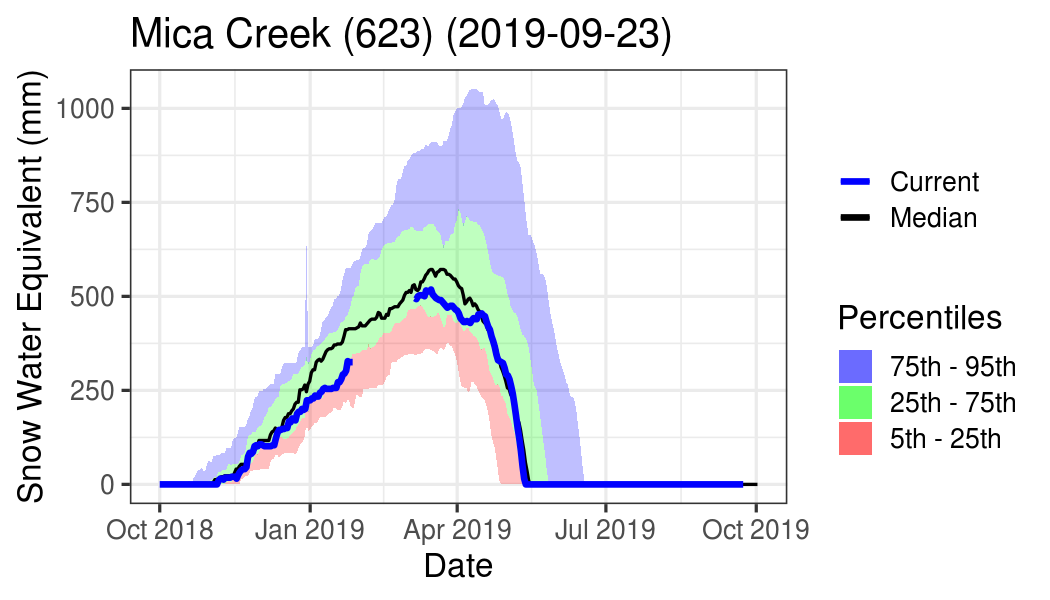 Mica Creek (623) (2019-09-23)
Snow Water Equivalent (mm)
1000
750
500
250
0
Oct 2018
Jan 2019
Apr 2019
Jul 2019
Oct 2019
Date
Current
Median
Percentiles
75th - 95th
25th - 75th
5th - 25th